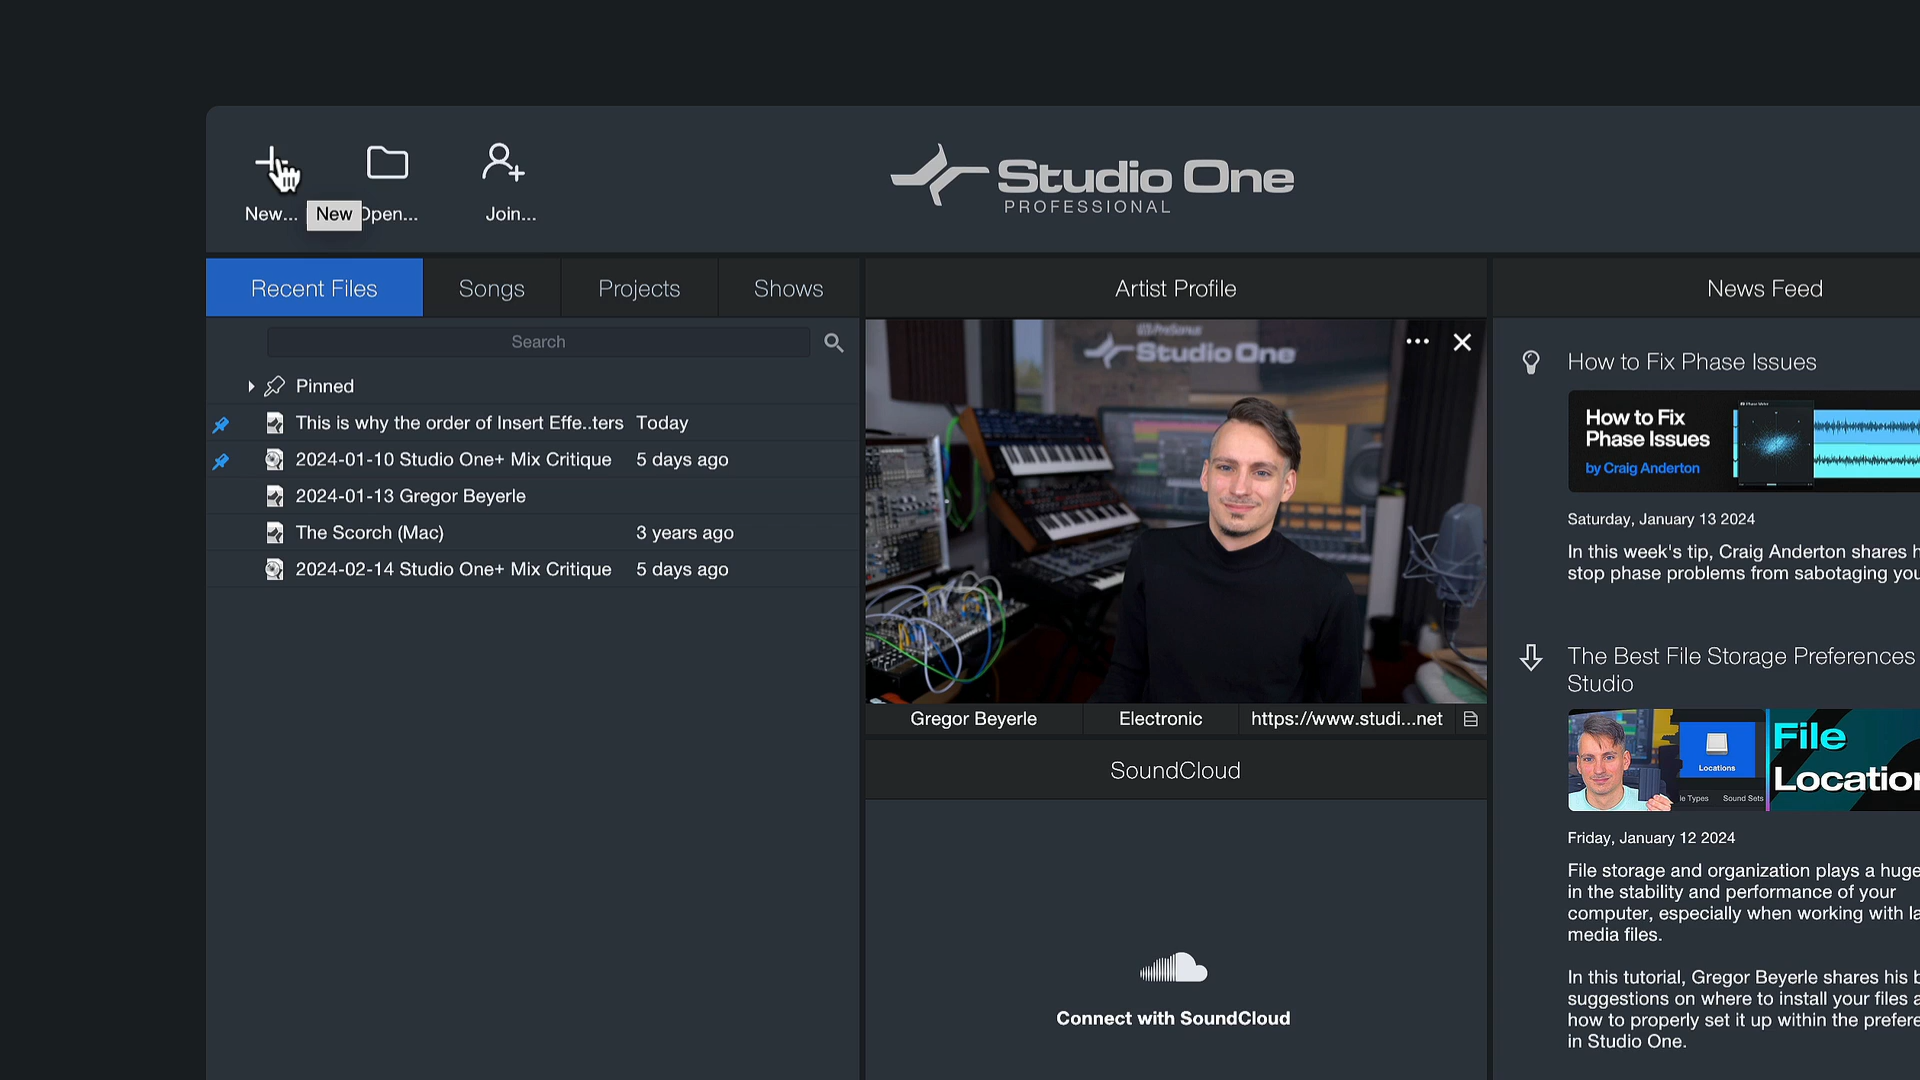 New...
New
Open...
Join...
Studio One
PROFESSIONAL
Recent Files
Songs
Projects
Shows
Search
Pinned
This is why the order of Insert Effe..ters Today
2024-01-10 Studio One+ Mix Critique 5 days ago
2024-01-13 Gregor Beyerle
The Scorch (Mac) 3 years ago
2024-02-14 Studio One+ Mix Critique 5 days ago
Artist Profile
PreSonus
Studio One
Gregor Beyerle
Electronic
https://www.studi...net
SoundCloud
Connect with SoundCloud
News Feed
How to Fix Phase Issues
How to Fix
Phase Issues
by Craig Anderton
Saturday, January 13 2024
In this week's tip, Craig Anderton shares h
stop phase problems from sabotaging you
The Best File Storage Preferences
Studio
Locations
le Types Sound Sets
File
Location
Friday, January 12 2024
File storage and organization plays a huge
in the stability and performance of your
computer, especially when working with la
media files.
In this tutorial, Gregor Beyerle shares his b
suggestions on where to install your files a
how to properly set it up within the prefere
in Studio One.